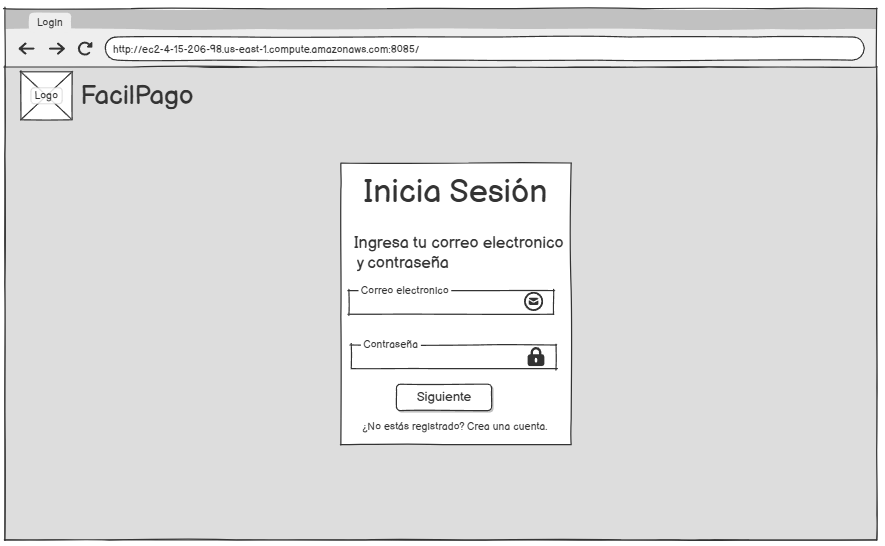 Login
http://ec2-4-15-206-98.us-east-1.compute.amazonaws.com:8085/
Logo
FacilPago
Inicia Sesión
Ingresa tu correo electronico
y contraseña
Correo electronico
Contraseña
Siguiente
¿No estás registrado? Crea una cuenta.